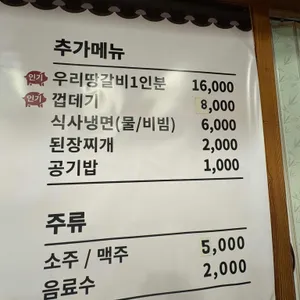 추가메뉴
인기 우리땅갈비1인분 16,000
인기 껍데기 8,000
식사냉면(물/비빔) 6,000
된장찌개 2,000
공기밥 1,000
주류
소주 / 맥주 5,000
음료수 2,000